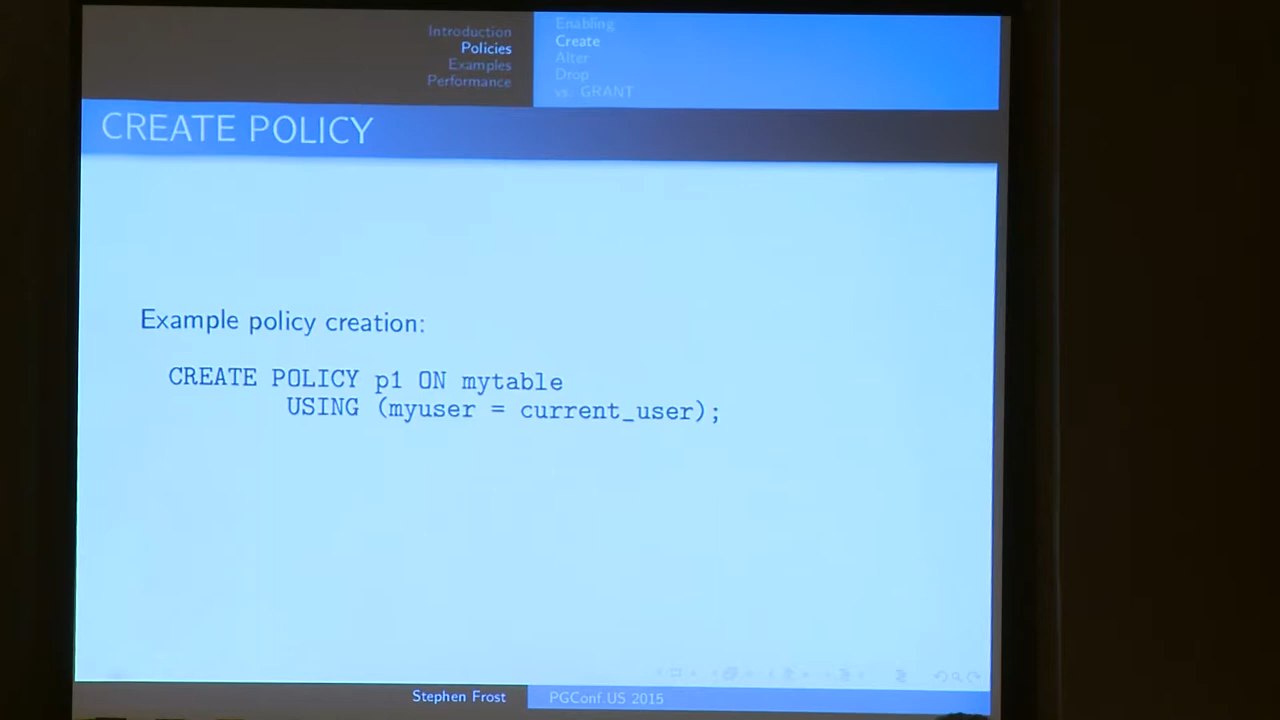 Introduction
Policies
Examples
Performance
Enabling
Create
Alter
Drop
vs. GRANT
CREATE POLICY
Example policy creation:
CREATE POLICY p1 ON mytable
USING (myuser = current_user);
Stephen Frost
PGConf.US 2015